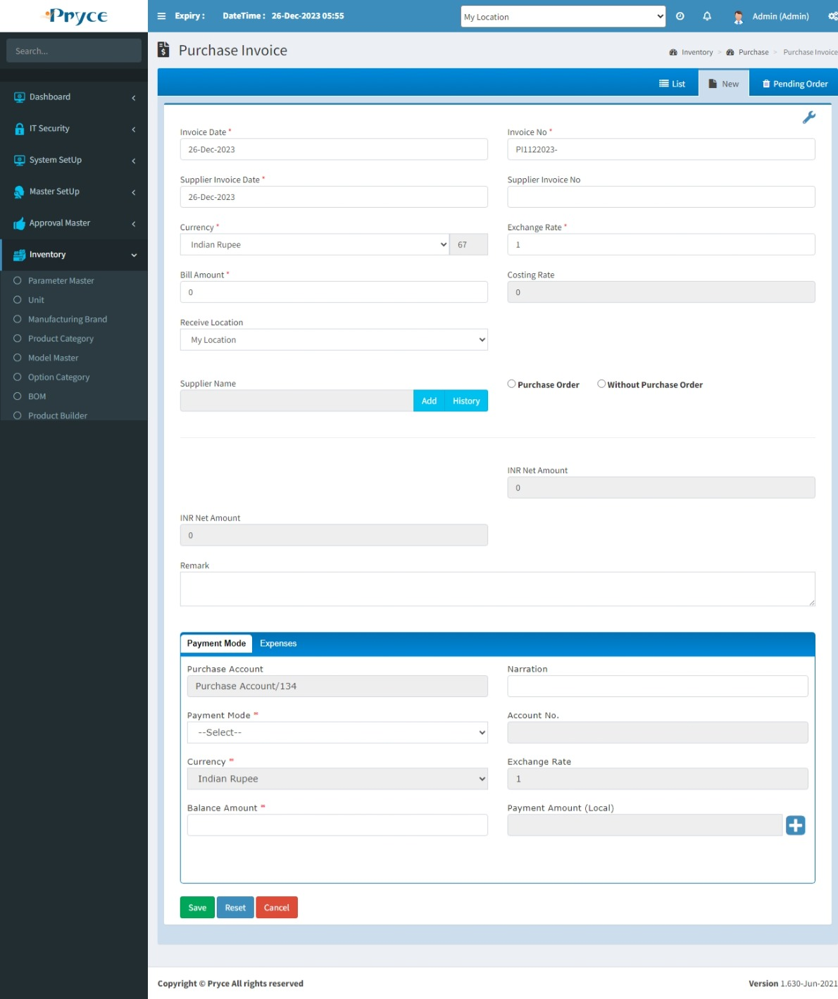 Pryce
Expiry :
DateTime : 26-Dec-2023 05:55
My Location
Admin (Admin)
Search...
Purchase Invoice
Inventory > Purchase > Purchase Invoice
List
New
Pending Order
Dashboard
IT Security
System SetUp
Master SetUp
Approval Master
Inventory
Parameter Master
Unit
Manufacturing Brand
Product Category
Model Master
Option Category
BOM
Product Builder
Invoice Date *
26-Dec-2023
Invoice No *
PI1122023-
Supplier Invoice Date *
26-Dec-2023
Supplier Invoice No
Currency *
Indian Rupee
67
Exchange Rate *
1
Bill Amount *
0
Costing Rate
0
Receive Location
My Location
Supplier Name
Add
History
Purchase Order
Without Purchase Order
INR Net Amount
0
INR Net Amount
0
Remark
Payment Mode
Expenses
Purchase Account
Purchase Account/134
Narration
Payment Mode *
--Select--
Account No.
Currency *
Indian Rupee
Exchange Rate
1
Balance Amount *
Payment Amount (Local)
Save
Reset
Cancel
Copyright © Pryce All rights reserved
Version 1.630-Jun-2021